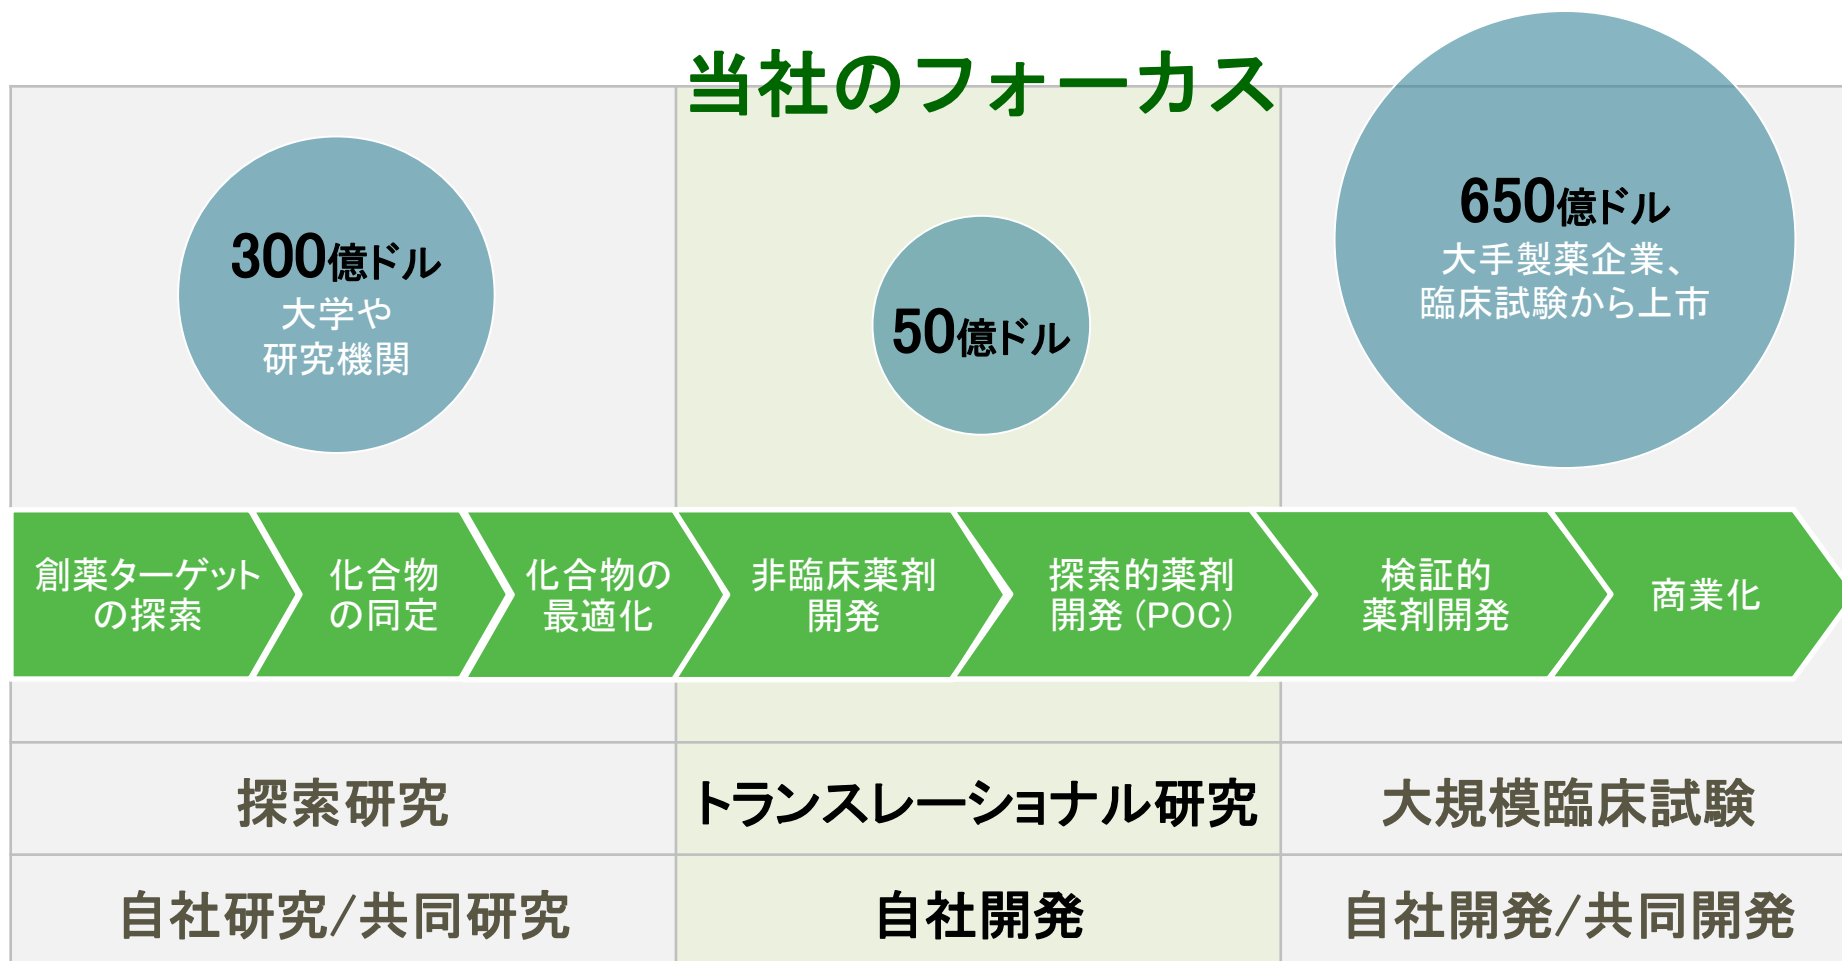 当社のフォーカス
300億ドル
大学や
研究機関
50億ドル
650億ドル
大手製薬企業、
臨床試験から上市
創薬ターゲット
の探索
化合物
の同定
化合物の
最適化
非臨床薬剤
開発
探索的薬剤
開発（POC）
検証的
薬剤開発
商業化
探索研究
トランスレーショナル研究
大規模臨床試験
自社研究/共同研究
自社開発
自社開発/共同開発